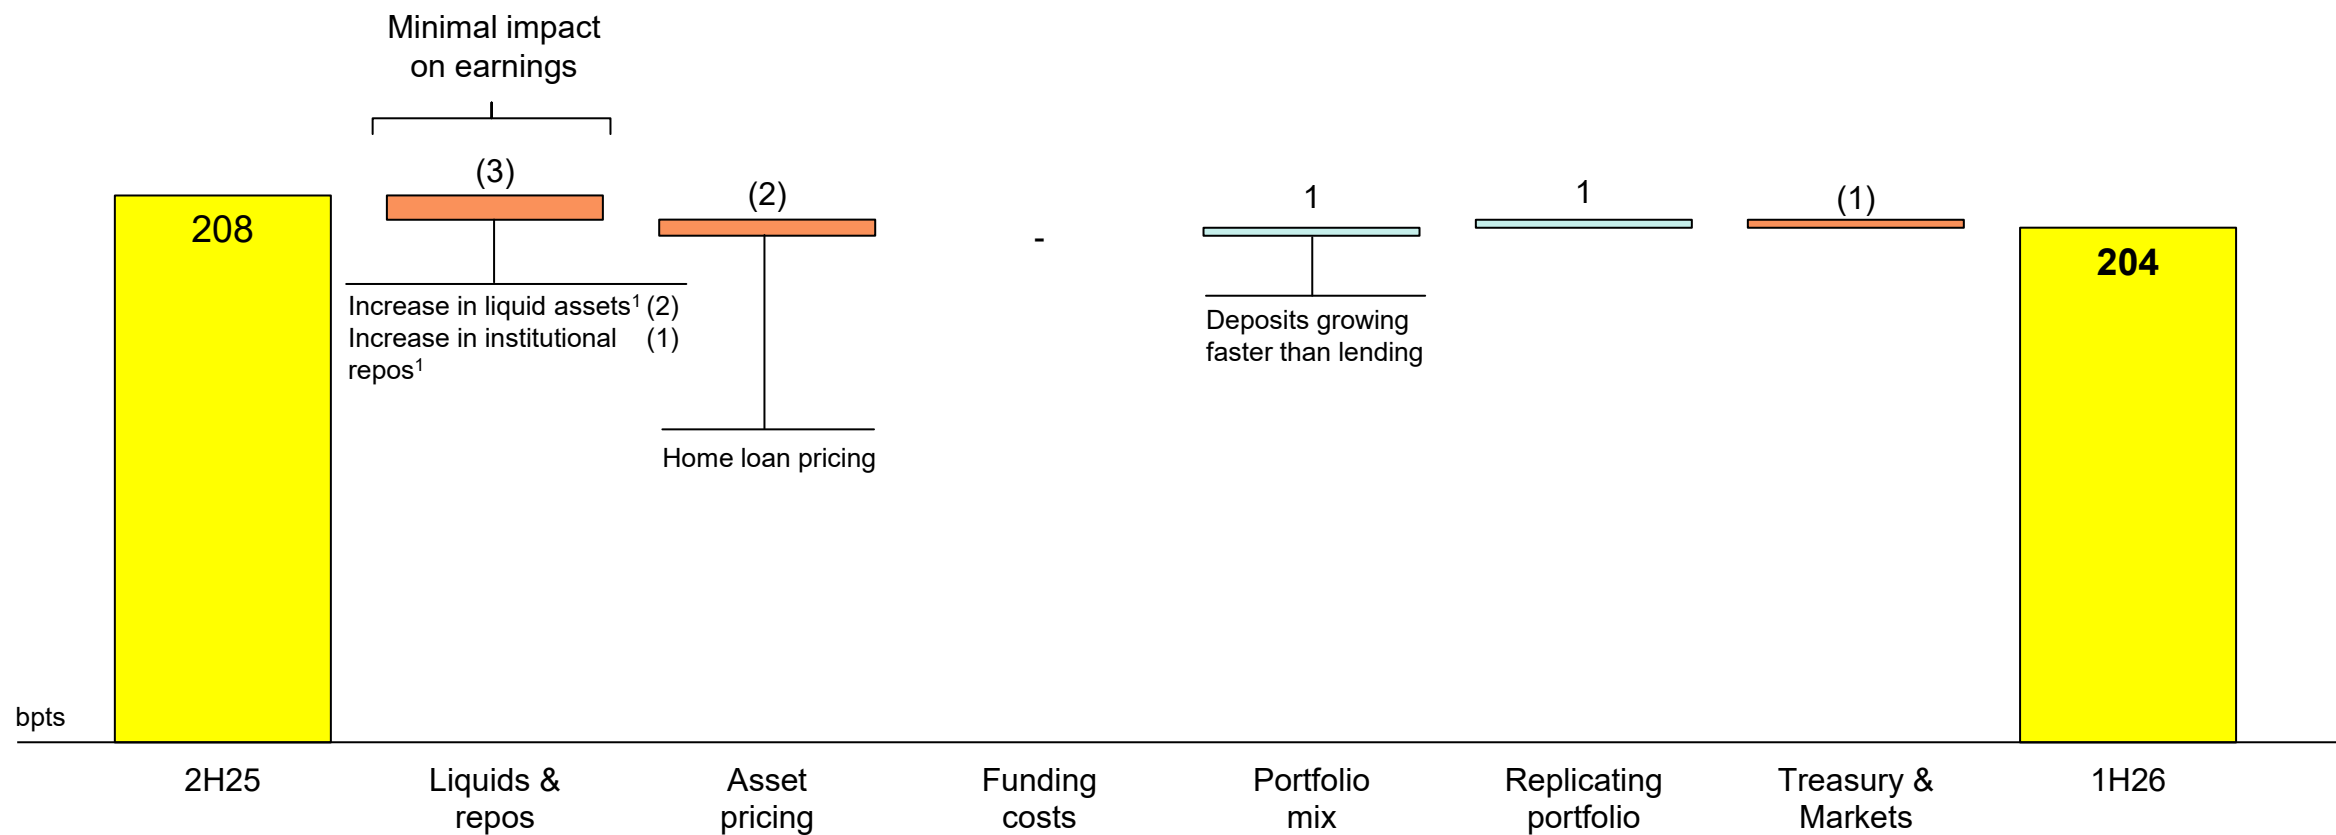 Minimal impact
on earnings
208
(3)
(2)
-
1
1
(1)
204
Increase in liquid assets¹ (2)
Increase in institutional (1)
repos¹
Home loan pricing
Deposits growing
faster than lending
bpts
2H25
Liquids &
repos
Asset
pricing
Funding
costs
Portfolio
mix
Replicating
portfolio
Treasury &
Markets
1H26